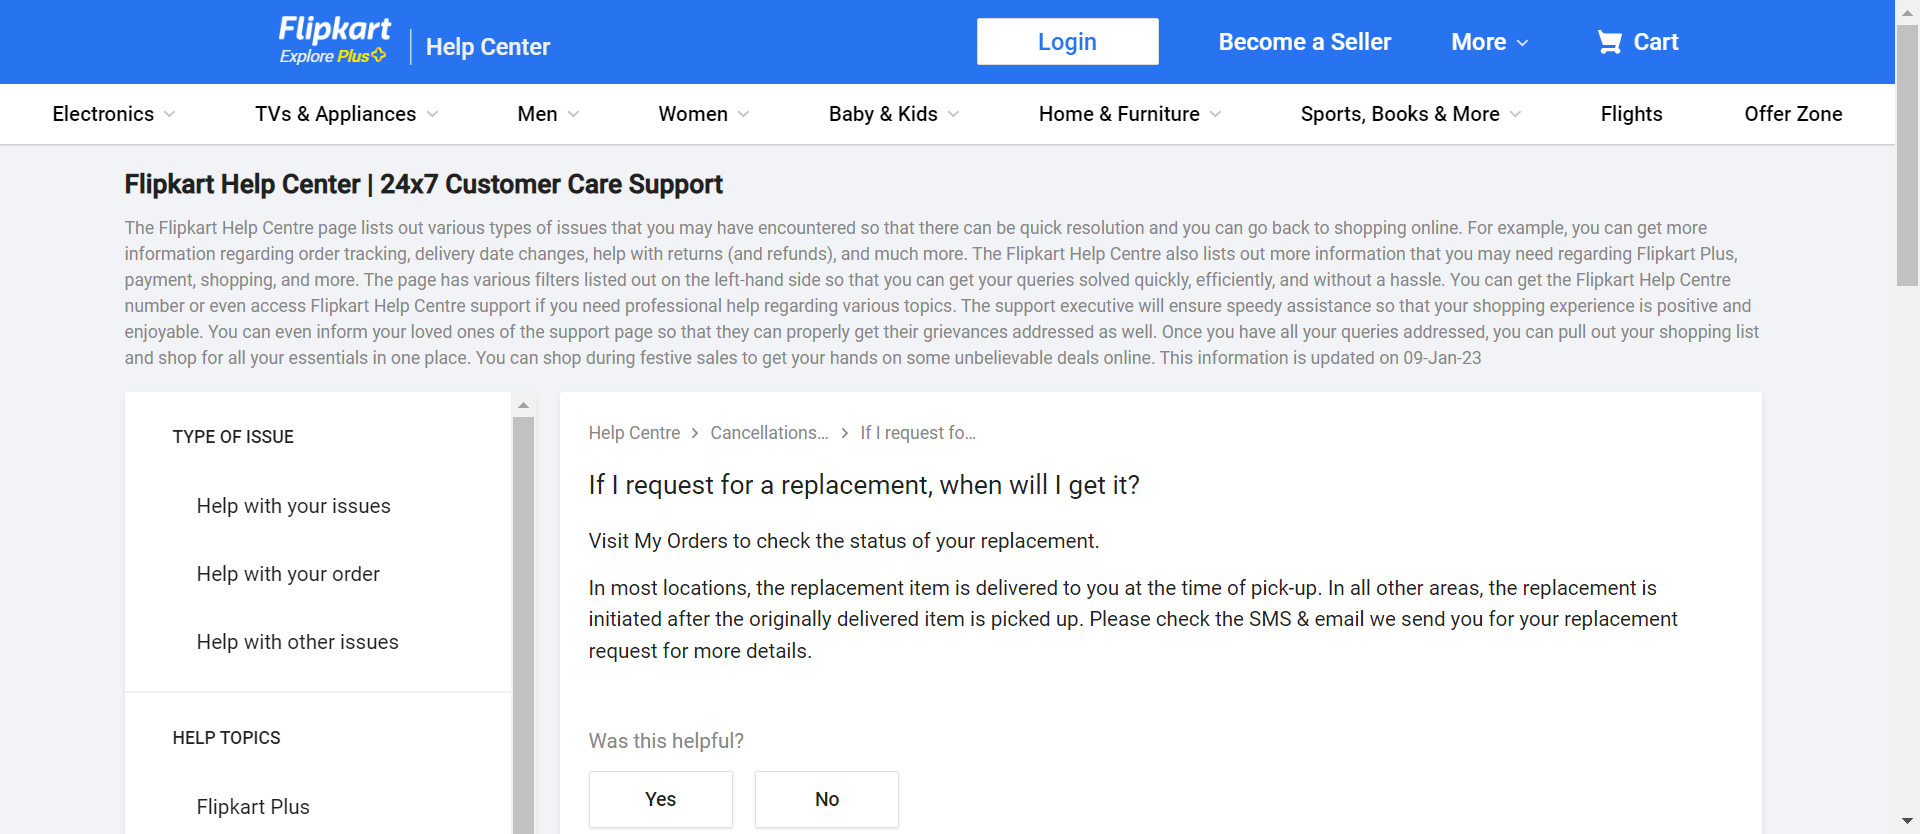 Flipkart
Explore Plus
Help Center
Login
Become a Seller
More
Cart
Electronics
TVs & Appliances
Men
Women
Baby & Kids
Home & Furniture
Sports, Books & More
Flights
Offer Zone
Flipkart Help Center | 24x7 Customer Care Support
The Flipkart Help Centre page lists out various types of issues that you may have encountered so that there can be quick resolution and you can go back to shopping online. For example, you can get more
information regarding order tracking, delivery date changes, help with returns (and refunds), and much more. The Flipkart Help Centre also lists out more information that you may need regarding Flipkart Plus,
payment, shopping, and more. The page has various filters listed out on the left-hand side so that you can get your queries solved quickly, efficiently, and without a hassle. You can get the Flipkart Help Centre
number or even access Flipkart Help Centre support if you need professional help regarding various topics. The support executive will ensure speedy assistance so that your shopping experience is positive and
enjoyable. You can even inform your loved ones of the support page so that they can properly get their grievances addressed as well. Once you have all your queries addressed, you can pull out your shopping list
and shop for all your essentials in one place. You can shop during festive sales to get your hands on some unbelievable deals online. This information is updated on 09-Jan-23
TYPE OF ISSUE
Help with your issues
Help with your order
Help with other issues
HELP TOPICS
Flipkart Plus
Help Centre > Cancellations... > If I request fo...
If I request for a replacement, when will I get it?
Visit My Orders to check the status of your replacement.
In most locations, the replacement item is delivered to you at the time of pick-up. In all other areas, the replacement is
initiated after the originally delivered item is picked up. Please check the SMS & email we send you for your replacement
request for more details.
Was this helpful?
Yes
No